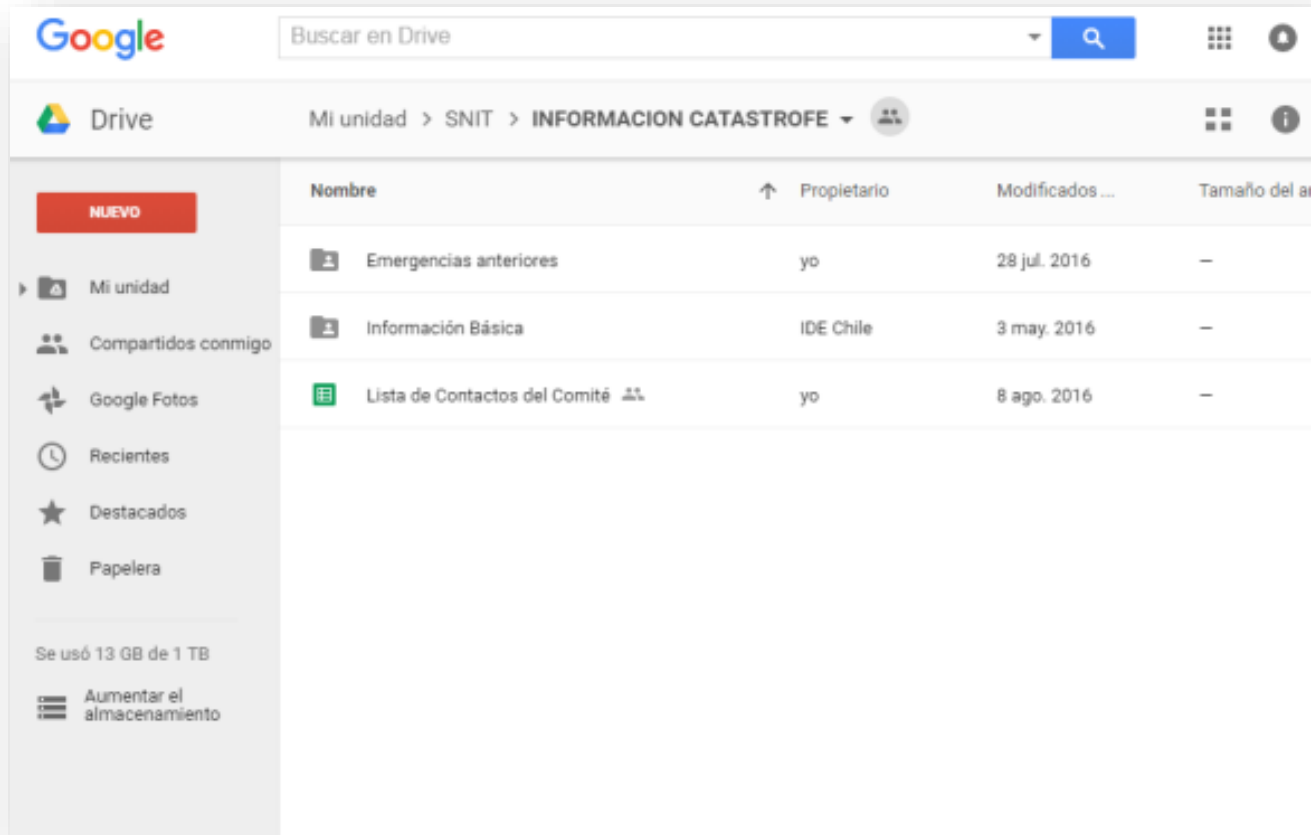 Google
Buscar en Drive
Drive
Mi unidad > SNIT > INFORMACION CATASTROFE
NUEVO
Mi unidad
Compartidos conmigo
Google Fotos
Recientes
Destacados
Papelera
Se usó 13 GB de 1 TB
Aumentar el
almacenamiento
Nombre Propietario Modificados ... Tamaño del
Emergencias anteriores yo 28 jul. 2016 –
Información Básica IDE Chile 3 may. 2016 –
Lista de Contactos del Comité yo 8 ago. 2016 –